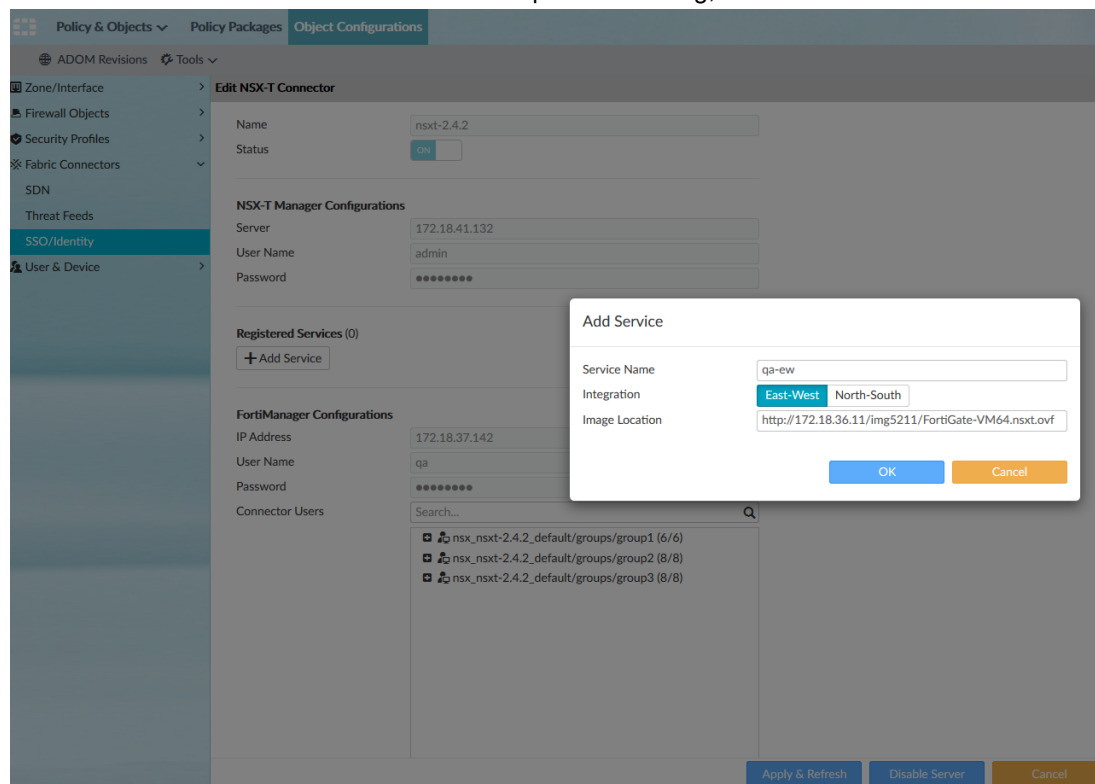 Policy & Objects Policy Packages Object Configurations
ADOM Revisions Tools
Zone/Interface
Firewall Objects
Security Profiles
Fabric Connectors
SDN
Threat Feeds
SSO/Identity
User & Device
Edit NSX-T Connector
Name nsxt-2.4.2
Status ON
NSX-T Manager Configurations
Server 172.18.41.132
User Name admin
Password ●●●●●●●●
Registered Services (0)
+Add Service
FortiManager Configurations
IP Address 172.18.37.142
User Name qa
Password ●●●●●●●●
Connector Users Search...
nsx_nsxt-2.4.2_default/groups/group1 (6/6)
nsx_nsxt-2.4.2_default/groups/group2 (8/8)
nsx_nsxt-2.4.2_default/groups/group3 (8/8)
Add Service
Service Name qa-ew
Integration East-West North-South
Image Location http://172.18.36.11/img5211/FortiGate-VM64.nsxt.ovf
OK Cancel
Apply & Refresh Disable Server Cancel